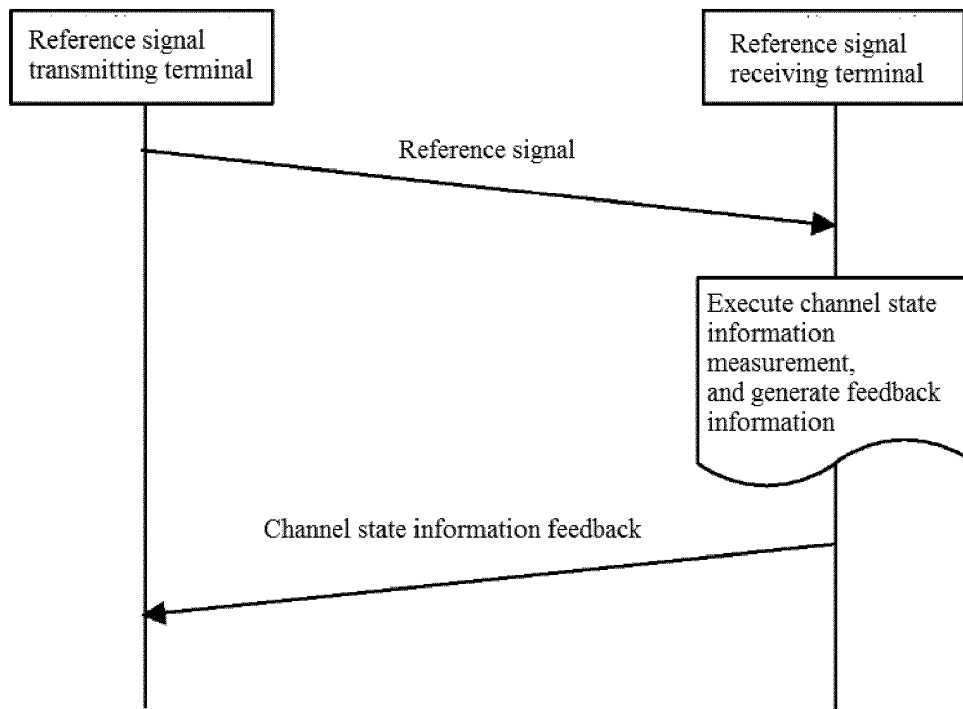 Reference signal
transmitting terminal
Reference signal
receiving terminal
Reference signal
Execute channel state
information
measurement,
and generate feedback
information
Channel state information feedback